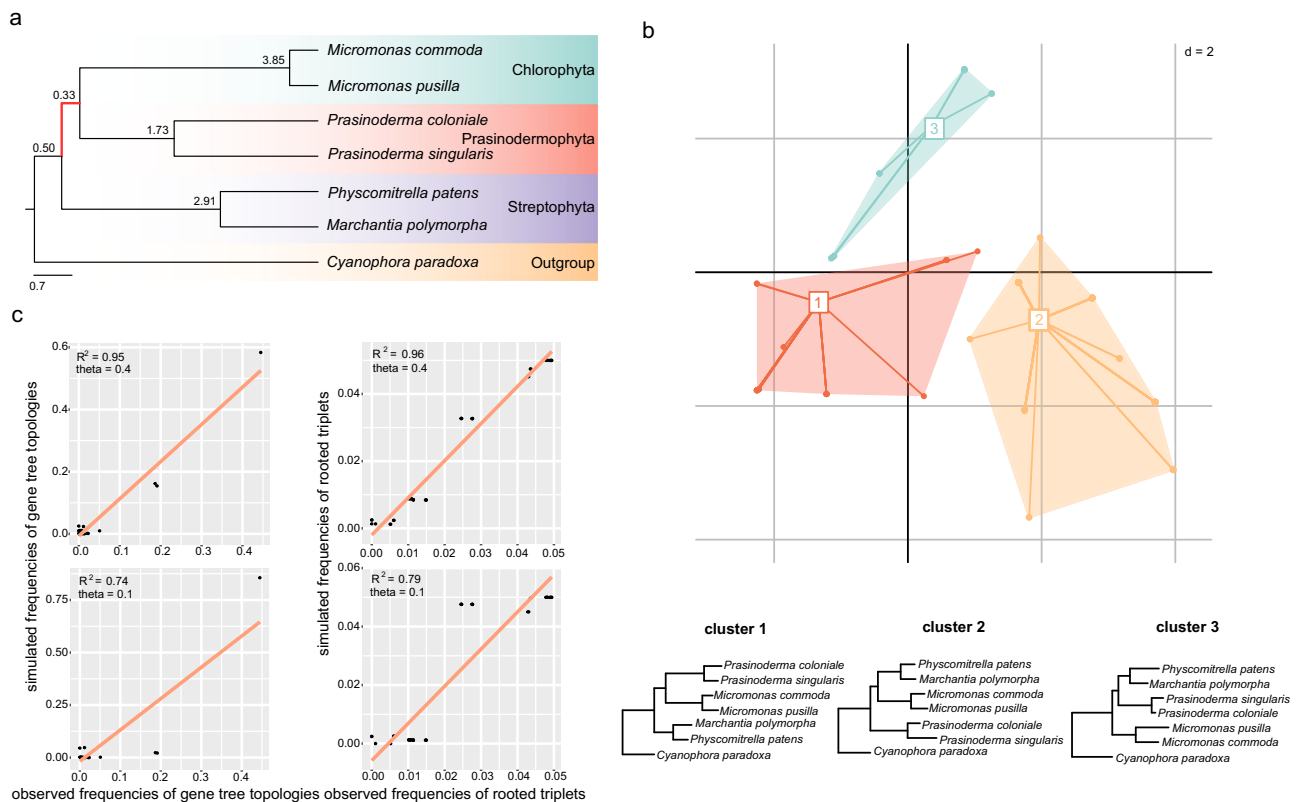 a
Micromonas commoda
3.85
Chlorophyta
Micromonas pusilla
0.33
Prasinoderma coloniale
1.73
Prasinodermophyta
Prasinoderma singularis
0.50
Physcomitrella patens
2.91
Streptophyta
Marchantia polymorpha
Cyanophora paradoxa
Outgroup
0.7
b
d = 2
3
1
2
cluster 1
Prasinoderma coloniale
Prasinoderma singularis
Micromonas commoda
Micromonas pusilla
Marchantia polymorpha
Physcomitrella patens
Cyanophora paradoxa
cluster 2
Physcomitrella patens
Marchantia polymorpha
Micromonas commoda
Micromonas pusilla
Prasinoderma coloniale
Prasinoderma singularis
Cyanophora paradoxa
cluster 3
Physcomitrella patens
Marchantia polymorpha
Prasinoderma singularis
Prasinoderma coloniale
Micromonas pusilla
Micromonas commoda
Cyanophora paradoxa
c
simulated frequencies of gene tree topologies
R² = 0.95
theta = 0.4
0.6
0.4
0.2
0.0
0.0 0.1 0.2 0.3 0.4
R² = 0.74
theta = 0.1
0.75
0.50
0.25
0.00
0.0 0.1 0.2 0.3 0.4
observed frequencies of gene tree topologies
simulated frequencies of rooted triplets
R² = 0.96
theta = 0.4
0.04
0.02
0.00
0.00 0.01 0.02 0.03 0.04 0.05
R² = 0.79
theta = 0.1
0.06
0.04
0.02
0.00
0.00 0.01 0.02 0.03 0.04 0.05
observed frequencies of rooted triplets